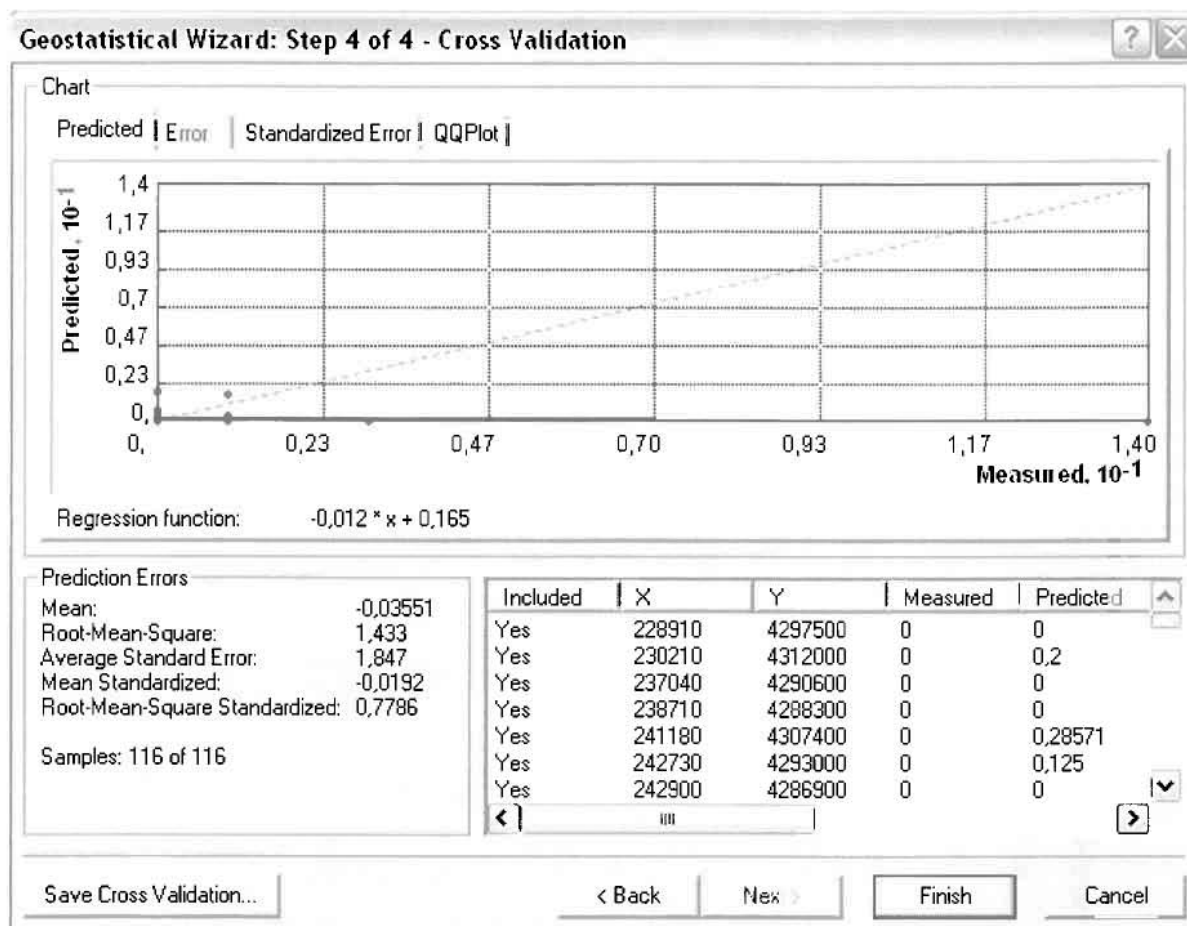 Geostatistical Wizard: Step 4 of 4 - Cross Validation
Chart
Predicted Error Standardized Error QQPlot
Predicted, 10-1
1,4
1,17
0,93
0,7
0,47
0,23
0,
0, 0,23 0,47 0,70 0,93 1,17 1,40
Measured, 10-1
Regression function: -0,012 * x + 0,165
Prediction Errors
Mean: -0,03551
Root-Mean-Square: 1,433
Average Standard Error: 1,847
Mean Standardized: -0,0192
Root-Mean-Square Standardized: 0,7786
Samples: 116 of 116
Included X Y Measured Predicted
Yes 228910 4297500 0 0
Yes 230210 4312000 0 0,2
Yes 237040 4290600 0 0
Yes 238710 4288300 0 0
Yes 241180 4307400 0 0,28571
Yes 242730 4293000 0 0,125
Yes 242900 4286900 0 0
Save Cross Validation... < Back Nex > Finish Cancel